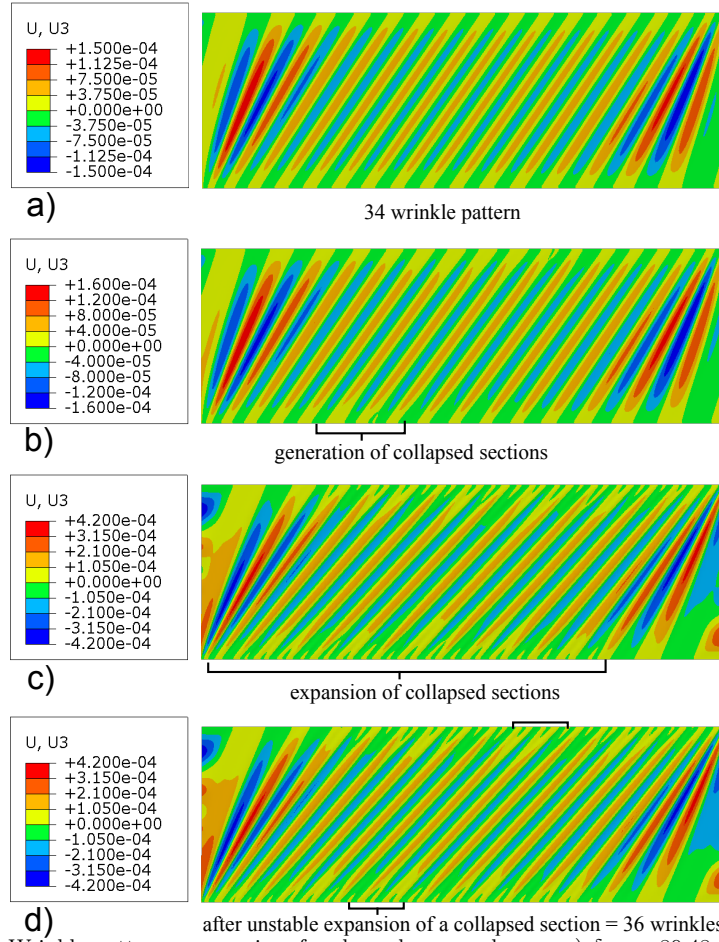 U, U3
+1.500e-04
+1.125e-04
+7.500e-05
+3.750e-05
+0.000e+00
-3.750e-05
-7.500e-05
-1.125e-04
-1.500e-04
a)
34 wrinkle pattern
U, U3
+1.600e-04
+1.200e-04
+8.000e-05
+4.000e-05
+0.000e+00
-4.000e-05
-8.000e-05
-1.200e-04
-1.600e-04
b)
generation of collapsed sections
U, U3
+4.200e-04
+3.150e-04
+2.100e-04
+1.050e-04
+0.000e+00
-1.050e-04
-2.100e-04
-3.150e-04
-4.200e-04
c)
expansion of collapsed sections
U, U3
+4.200e-04
+3.150e-04
+2.100e-04
+1.050e-04
+0.000e+00
-1.050e-04
-2.100e-04
-3.150e-04
-4.200e-04
d)
after unstable expansion of a collapsed section = 36 wrinkles